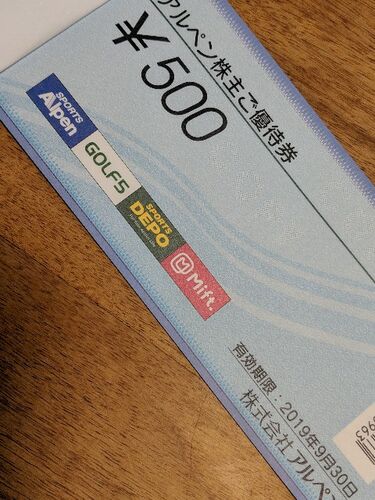 アルペン株主ご優待券
¥500
SPORTS
Alpen
GOLF5
SPORTS
DEPO
Mift.
有効期限：2019年9月30日
株式会社アルペ